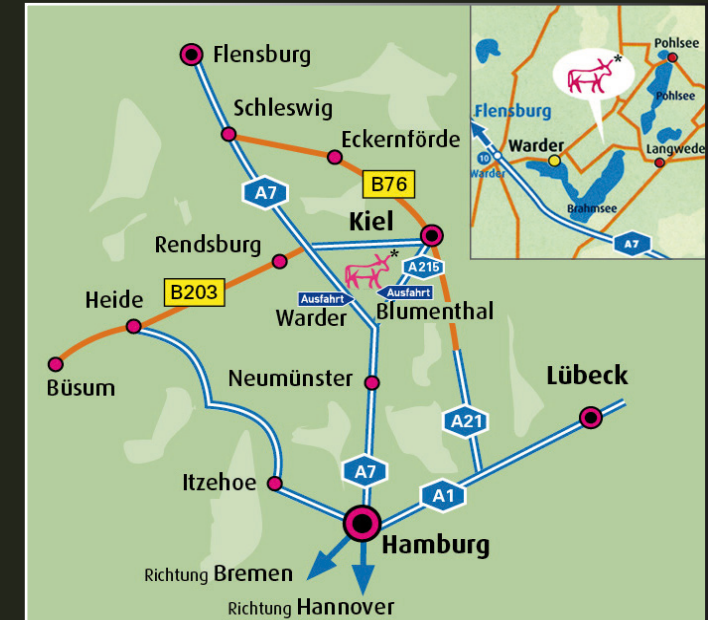 Flensburg
Schleswig
Eckernförde
B76
A7
Kiel
Rendsburg
*
A215
B203
Ausfahrt
Ausfahrt
Heide
Warder
Blumenthal
Büsum
Neumünster
Lübeck
A21
Itzehoe
A7
A1
Hamburg
Richtung Bremen
Richtung Hannover
Pohlsee
*
Pohlsee
Flensburg
Warder
Langwede
10
Warder
Brahmsee
A7